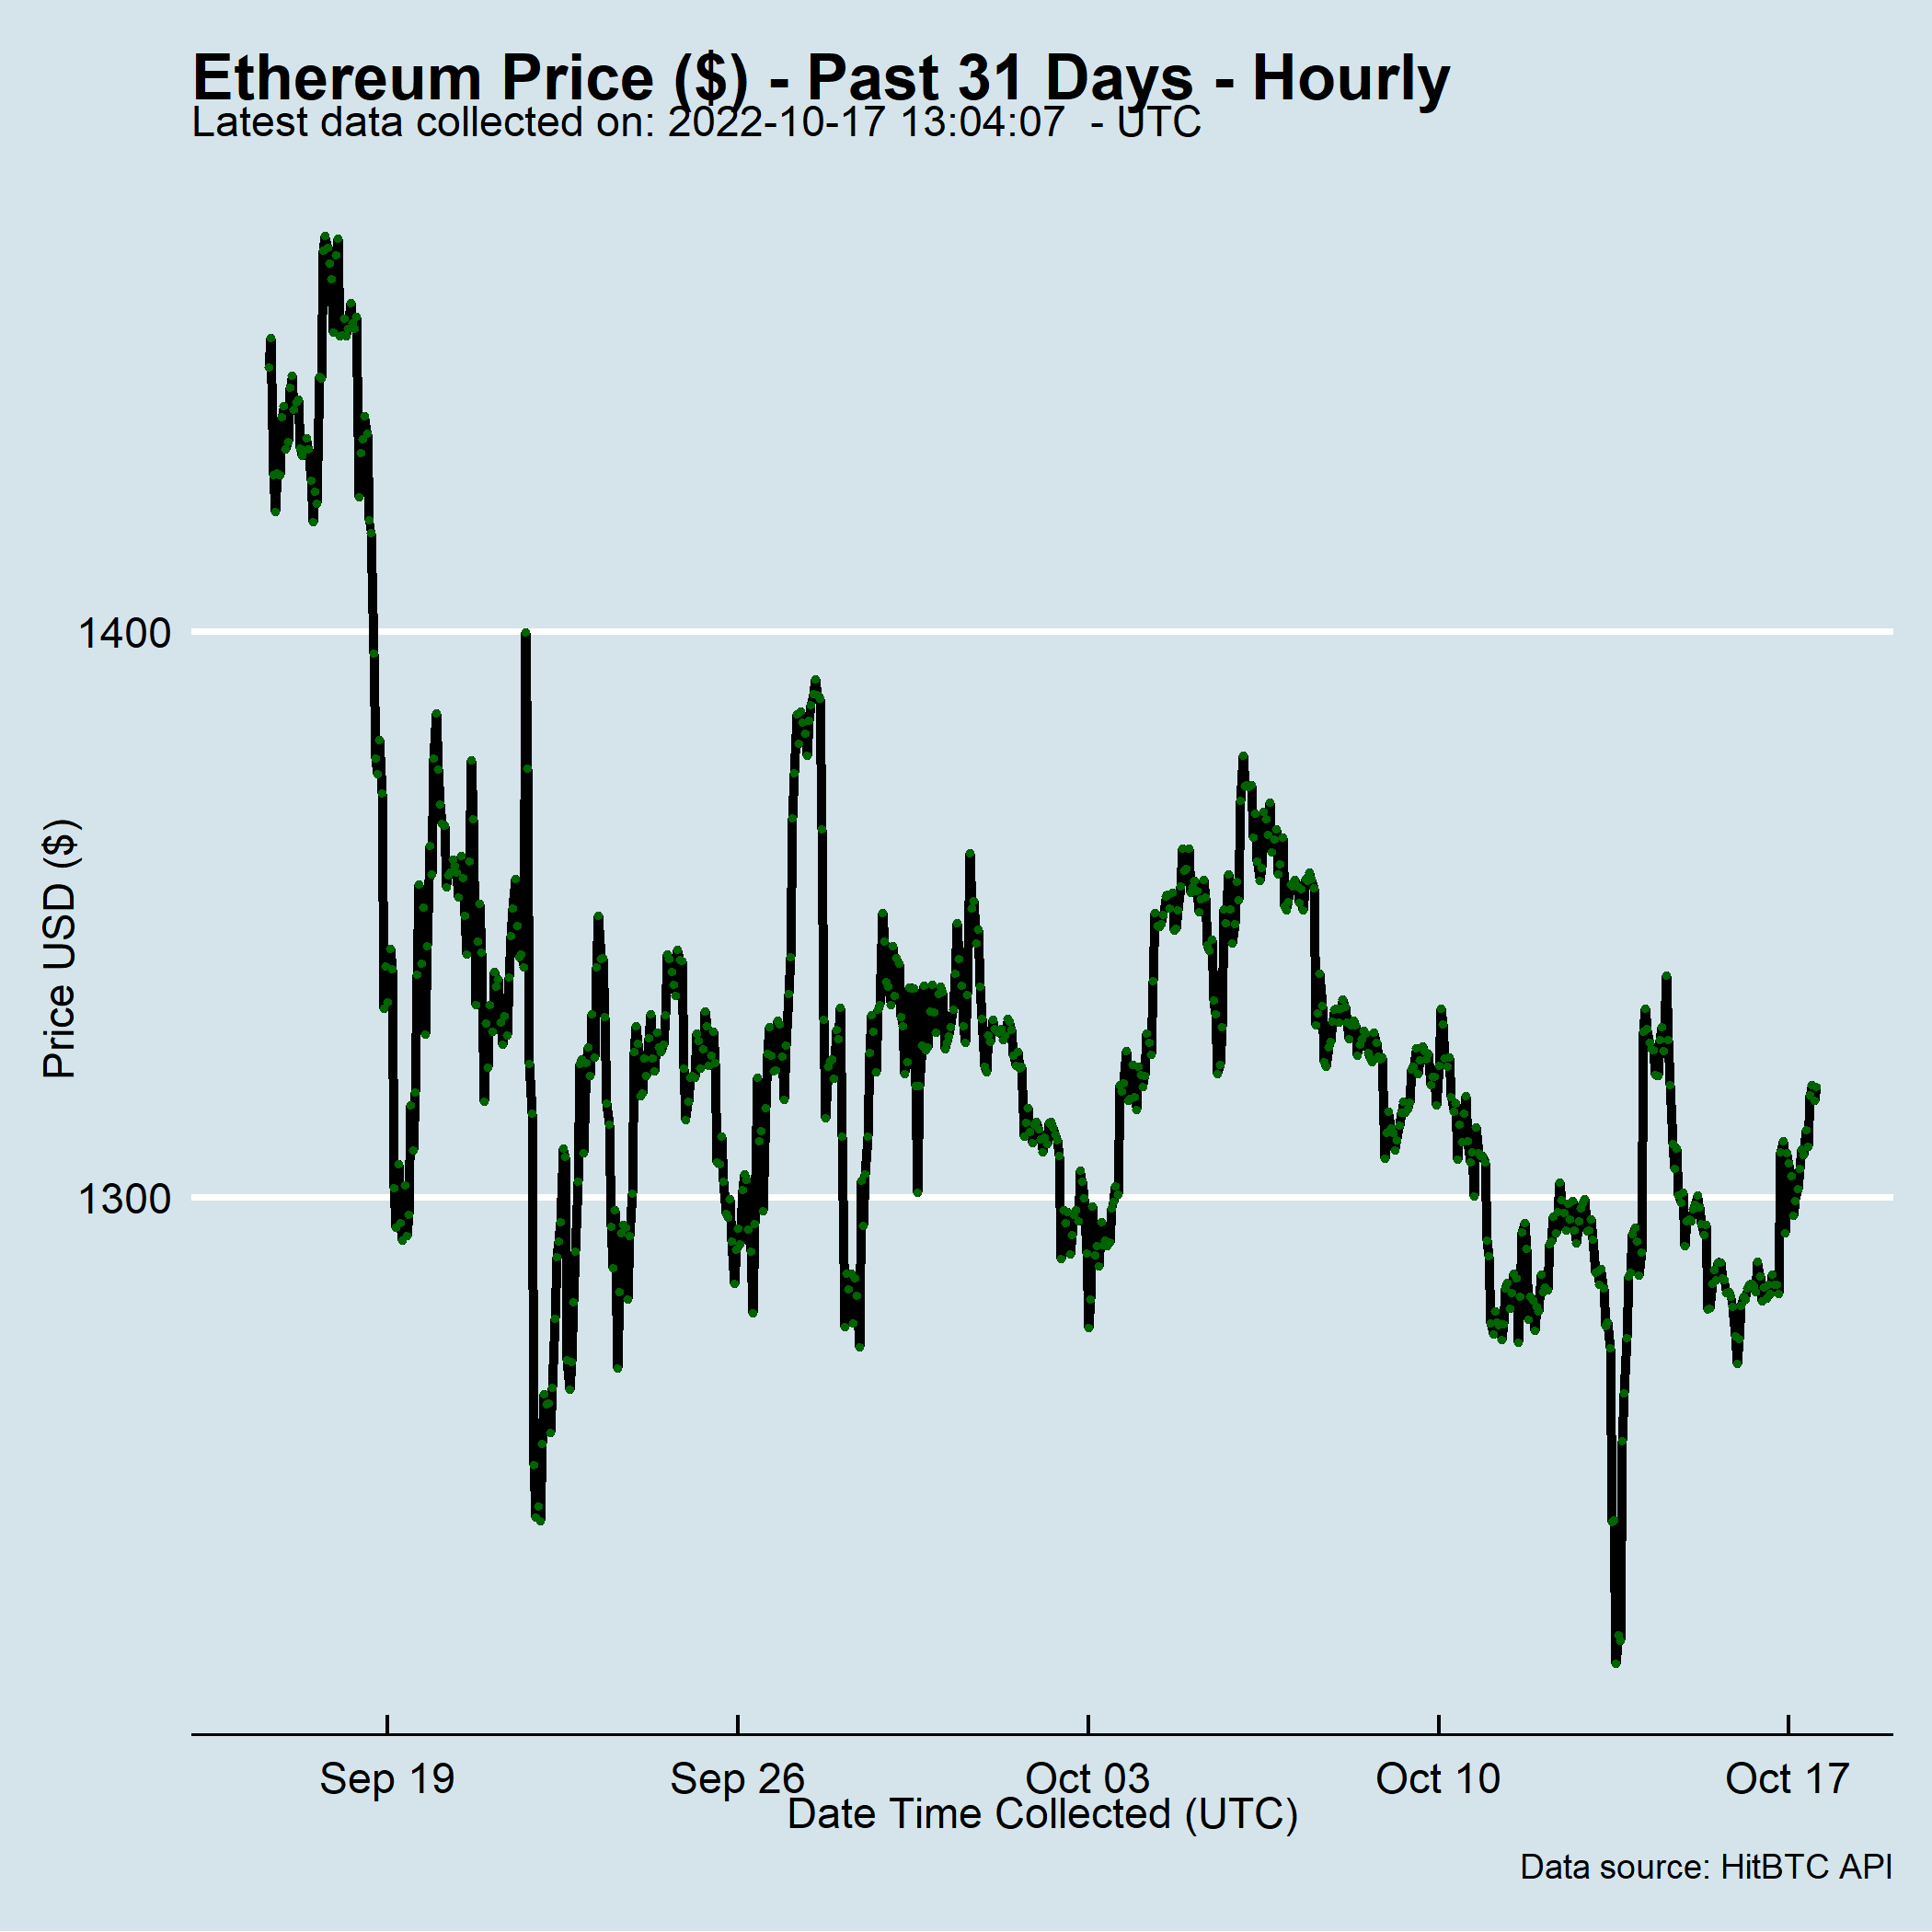 Ethereum Price ($) - Past 31 Days - Hourly
Latest data collected on: 2022-10-17 13:04:07  - UTC
1400
Price USD ($)
1300
Sep 19
Sep 26
Oct 03
Oct 10
Oct 17
Date Time Collected (UTC)
Data source: HitBTC API